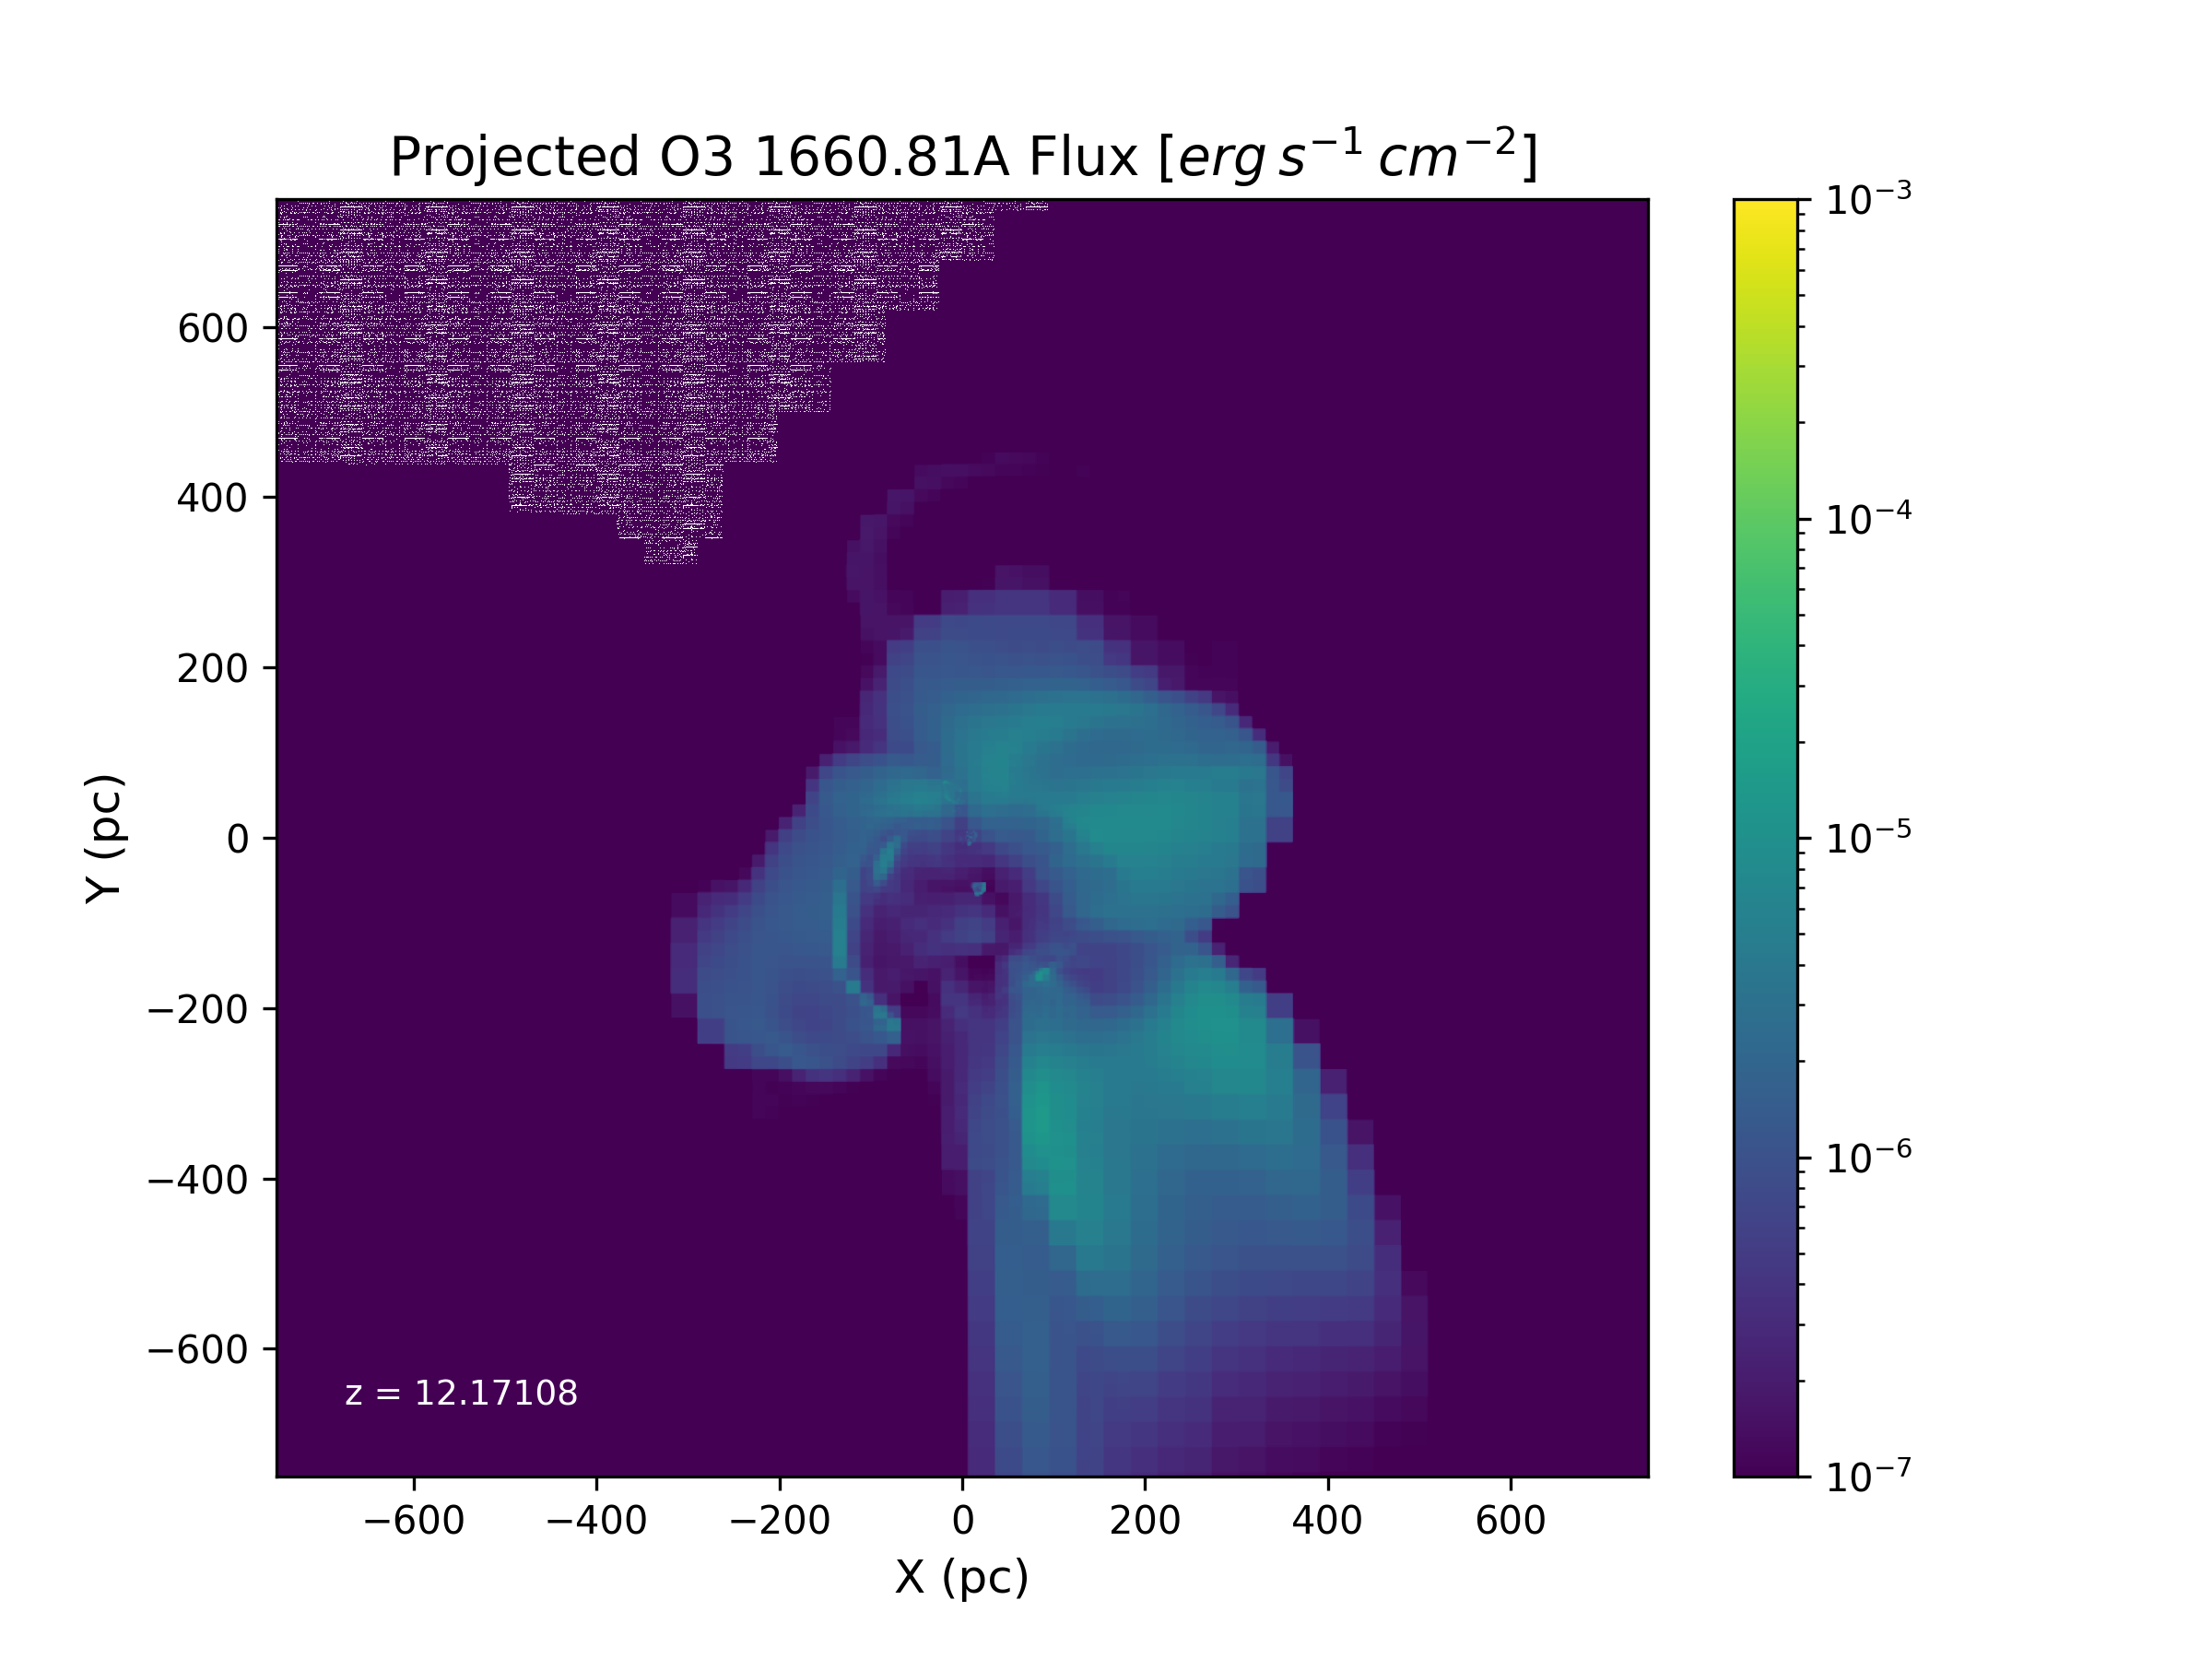 Projected O3 1660.81A Flux [erg s⁻¹ cm⁻²]
10⁻³
10⁻⁴
10⁻⁵
10⁻⁶
10⁻⁷
Y (pc)
600
400
200
0
−200
−400
−600
z = 12.17108
−600 −400 −200 0 200 400 600
X (pc)